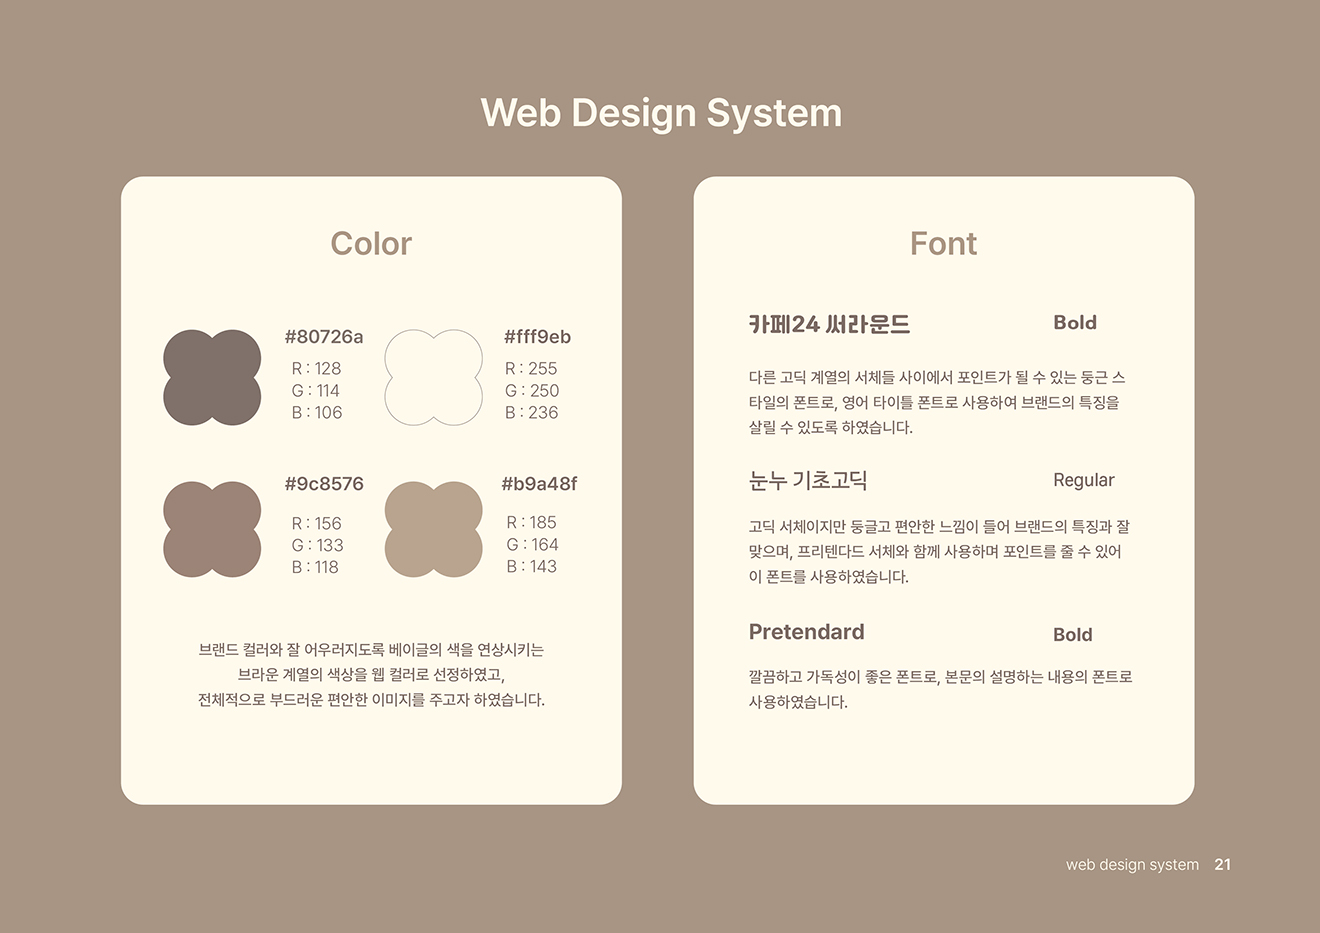 Web Design System
Color
#80726a
R : 128
G : 114
B : 106
#fff9eb
R : 255
G : 250
B : 236
#9c8576
R : 156
G : 133
B : 118
#b9a48f
R : 185
G : 164
B : 143
브랜드 컬러와 잘 어우러지도록 베이글의 색을 연상시키는
브라운 계열의 색상을 웹 컬러로 선정하였고,
전체적으로 부드러운 편안한 이미지를 주고자 하였습니다.
Font
카페24 써라운드 Bold
다른 고딕 계열의 서체들 사이에서 포인트가 될 수 있는 둥근 스
타일의 폰트로, 영어 타이틀 폰트로 사용하여 브랜드의 특징을
살릴 수 있도록 하였습니다.
눈누 기초고딕 Regular
고딕 서체이지만 둥글고 편안한 느낌이 들어 브랜드의 특징과 잘
맞으며, 프리텐다드 서체와 함께 사용하며 포인트를 줄 수 있어
이 폰트를 사용하였습니다.
Pretendard Bold
깔끔하고 가독성이 좋은 폰트로, 본문의 설명하는 내용의 폰트로
사용하였습니다.
web design system 21